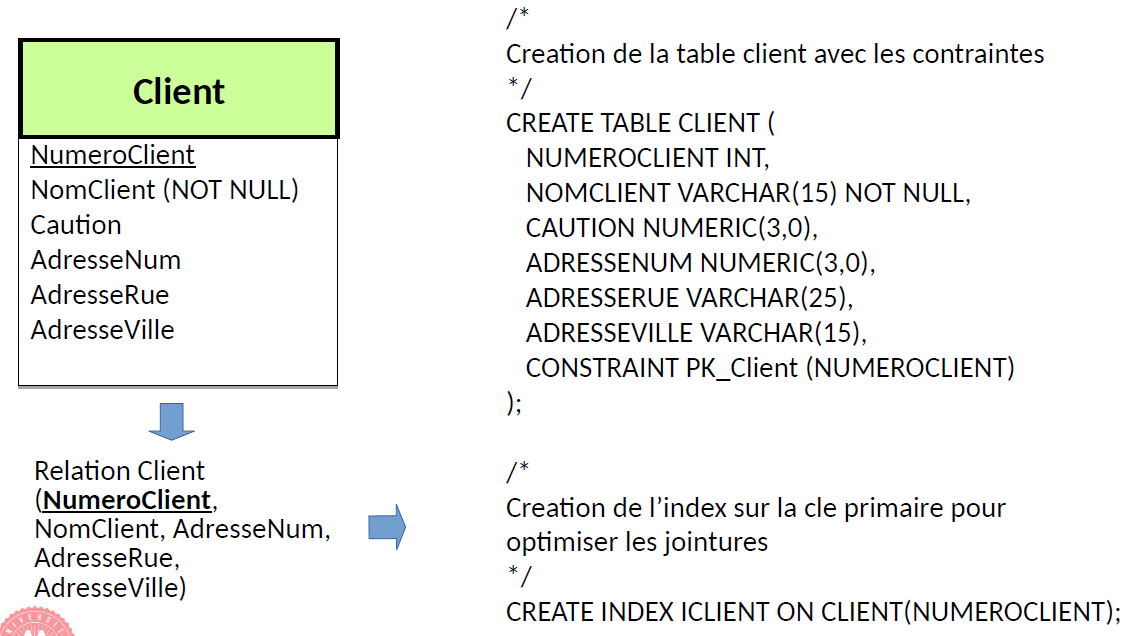 Client
NumeroClient
NomClient (NOT NULL)
Caution
AdresseNum
AdresseRue
AdresseVille
Relation Client
(NumeroClient,
NomClient, AdresseNum,
AdresseRue,
AdresseVille)
/*
Creation de la table client avec les contraintes
*/
CREATE TABLE CLIENT (
NUMEROCLIENT INT,
NOMCLIENT VARCHAR(15) NOT NULL,
CAUTION NUMERIC(3,0),
ADRESSENUM NUMERIC(3,0),
ADRESSERUE VARCHAR(25),
ADRESSEVILLE VARCHAR(15),
CONSTRAINT PK_Client (NUMEROCLIENT)
);
/*
Creation de l’index sur la cle primaire pour
optimiser les jointures
*/
CREATE INDEX ICLIENT ON CLIENT(NUMEROCLIENT);